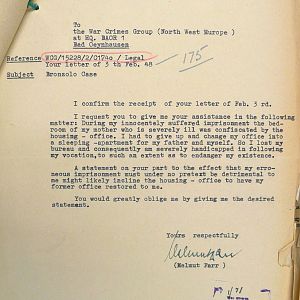 To
the War Crimes Group (North West Europe )
at HQ. BAOR 1
Bad Oeynhausen
Reference WCG/15228/2/C1740 / Legal
Your letter of 3 th Feb. 48
175
Subject Bronzolo Case
I confirm the receipt of your letter of Feb. 3 rd.
I request you to give me your assistance in the following
matter: During my innocentely suffered imprisonment the bed-
room of my mother who is severely ill was confiscated by the
housing - office. I had to give up and change my office into
a sleeping -apartment for my father and myself. So I lost my
bureau and consequently am severely handicapped in following
my vocation,to such an extent as to endanger my existence.
A statement on your part to the effect that my erro-
neous imprisonment must under no pretext be detrimental to
me might likely incline the housing - office to have my
former office restored to me.
You would greatly oblige me by giving me the desired
statement.
Yours respectfully
(Helmut Farr )